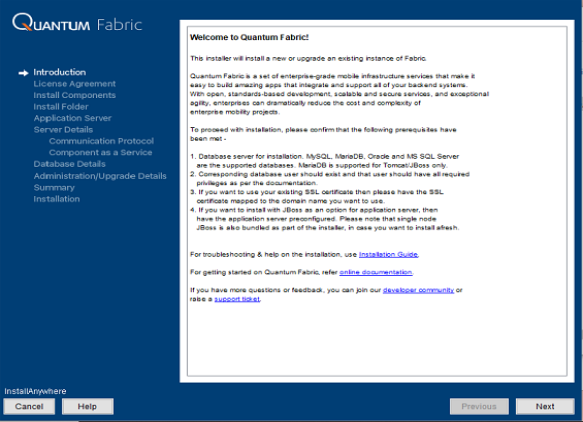 QUANTUM Fabric
Introduction
License Agreement
Install Components
Install Folder
Application Server
Server Details
Communication Protocol
Component as a Service
Database Details
Administration/Upgrade Details
Summary
Installation
Welcome to Quantum Fabric!
This installer will install a new or upgrade an existing instance of Fabric.
Quantum Fabric is a set of enterprise-grade mobile infrastructure services that make it
easy to build amazing apps that integrate and support all of your backend systems.
With open, standards-based development, scalable and secure services, and exceptional
agility, enterprises can dramatically reduce the cost and complexity of
enterprise mobility projects.
To proceed with installation, please confirm that the following prerequisites have
been met -
1. Database server for installation. MySQL, MariaDB, Oracle and MS SQL Server
are the supported databases. MariaDB is supported for Tomcat/JBoss only.
2. Corresponding database user should exist and that user should have all required
privileges as per the documentation.
3. If you want to use your existing SSL certificate then please have the SSL
certificate mapped to the domain name you want to use.
4. If you want to install with JBoss as an option for application server, then
have the application server preconfigured. Please note that single node
JBoss is also bundled as part of the installer, in case you want to install afresh.
For troubleshooting & help on the installation, use Installation Guide.
For getting started on Quantum Fabric, refer online documentation.
If you have more questions or feedback, you can join our developer community or
raise a support ticket.
InstallAnywhere
Cancel
Help
Previous
Next